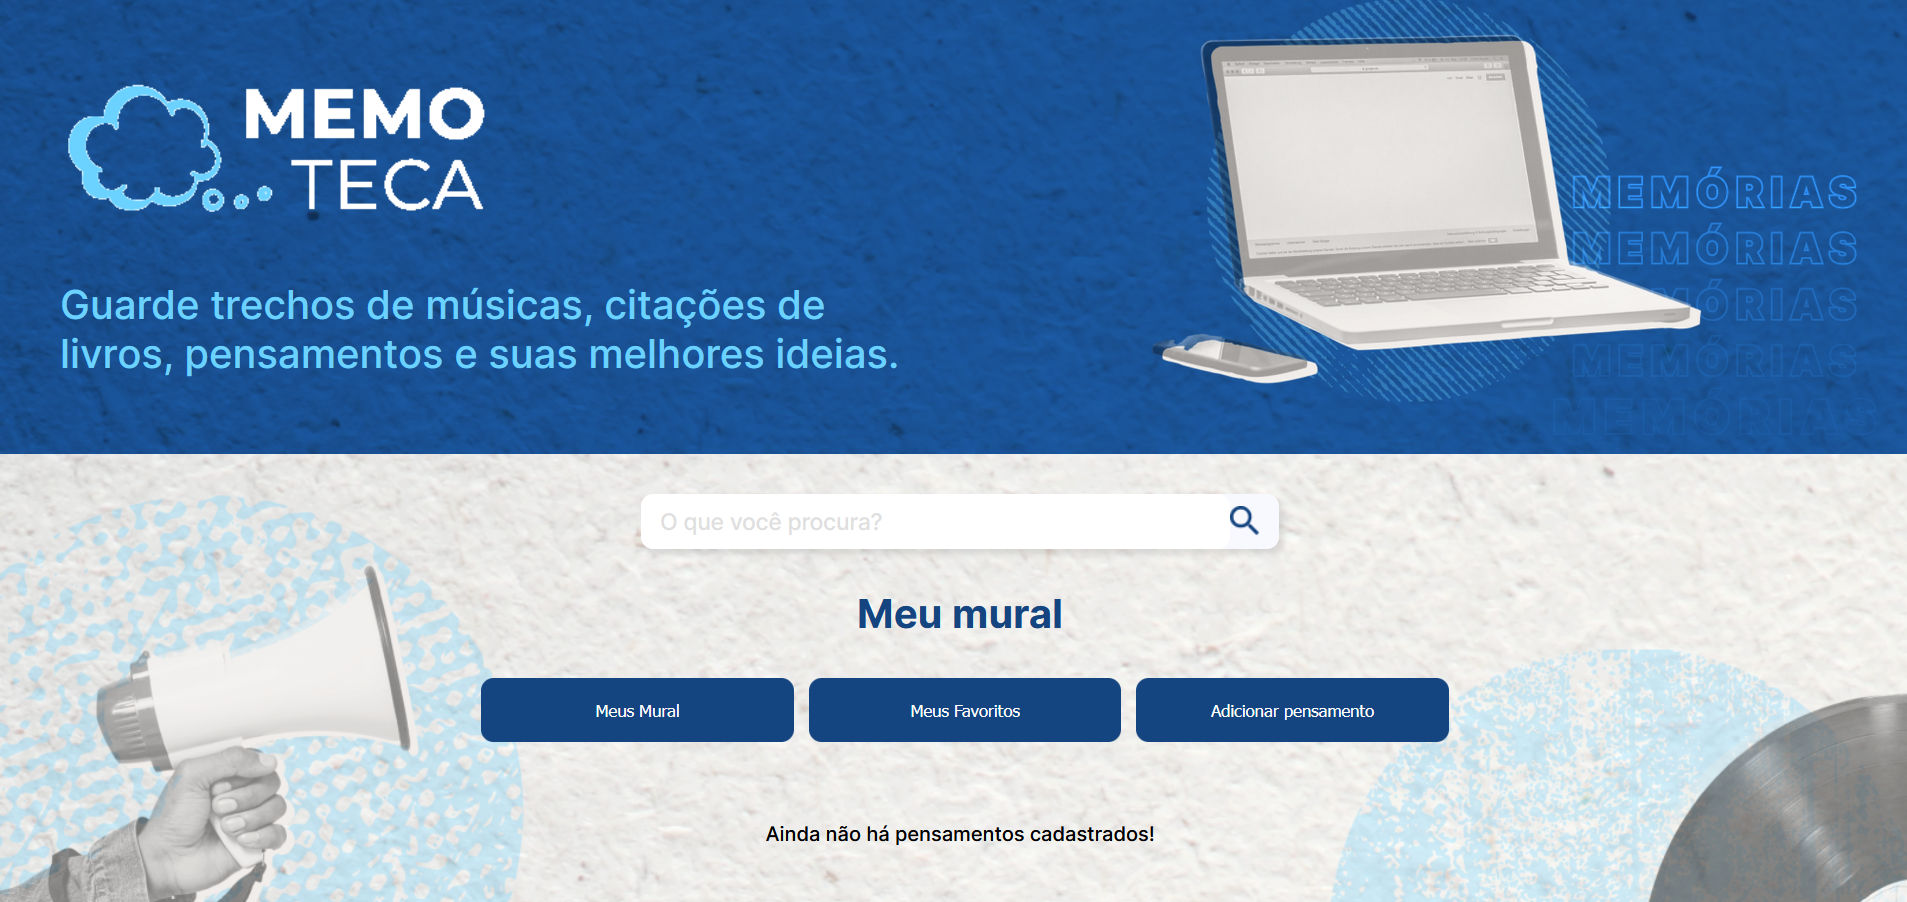 MEMO
TECA
Guarde trechos de músicas, citações de
livros, pensamentos e suas melhores ideias.
MEMÓRIAS
MEMÓRIAS
MEMÓRIAS
MEMÓRIAS
MEMÓRIAS
O que você procura?
Meu mural
Meus Mural
Meus Favoritos
Adicionar pensamento
Ainda não há pensamentos cadastrados!